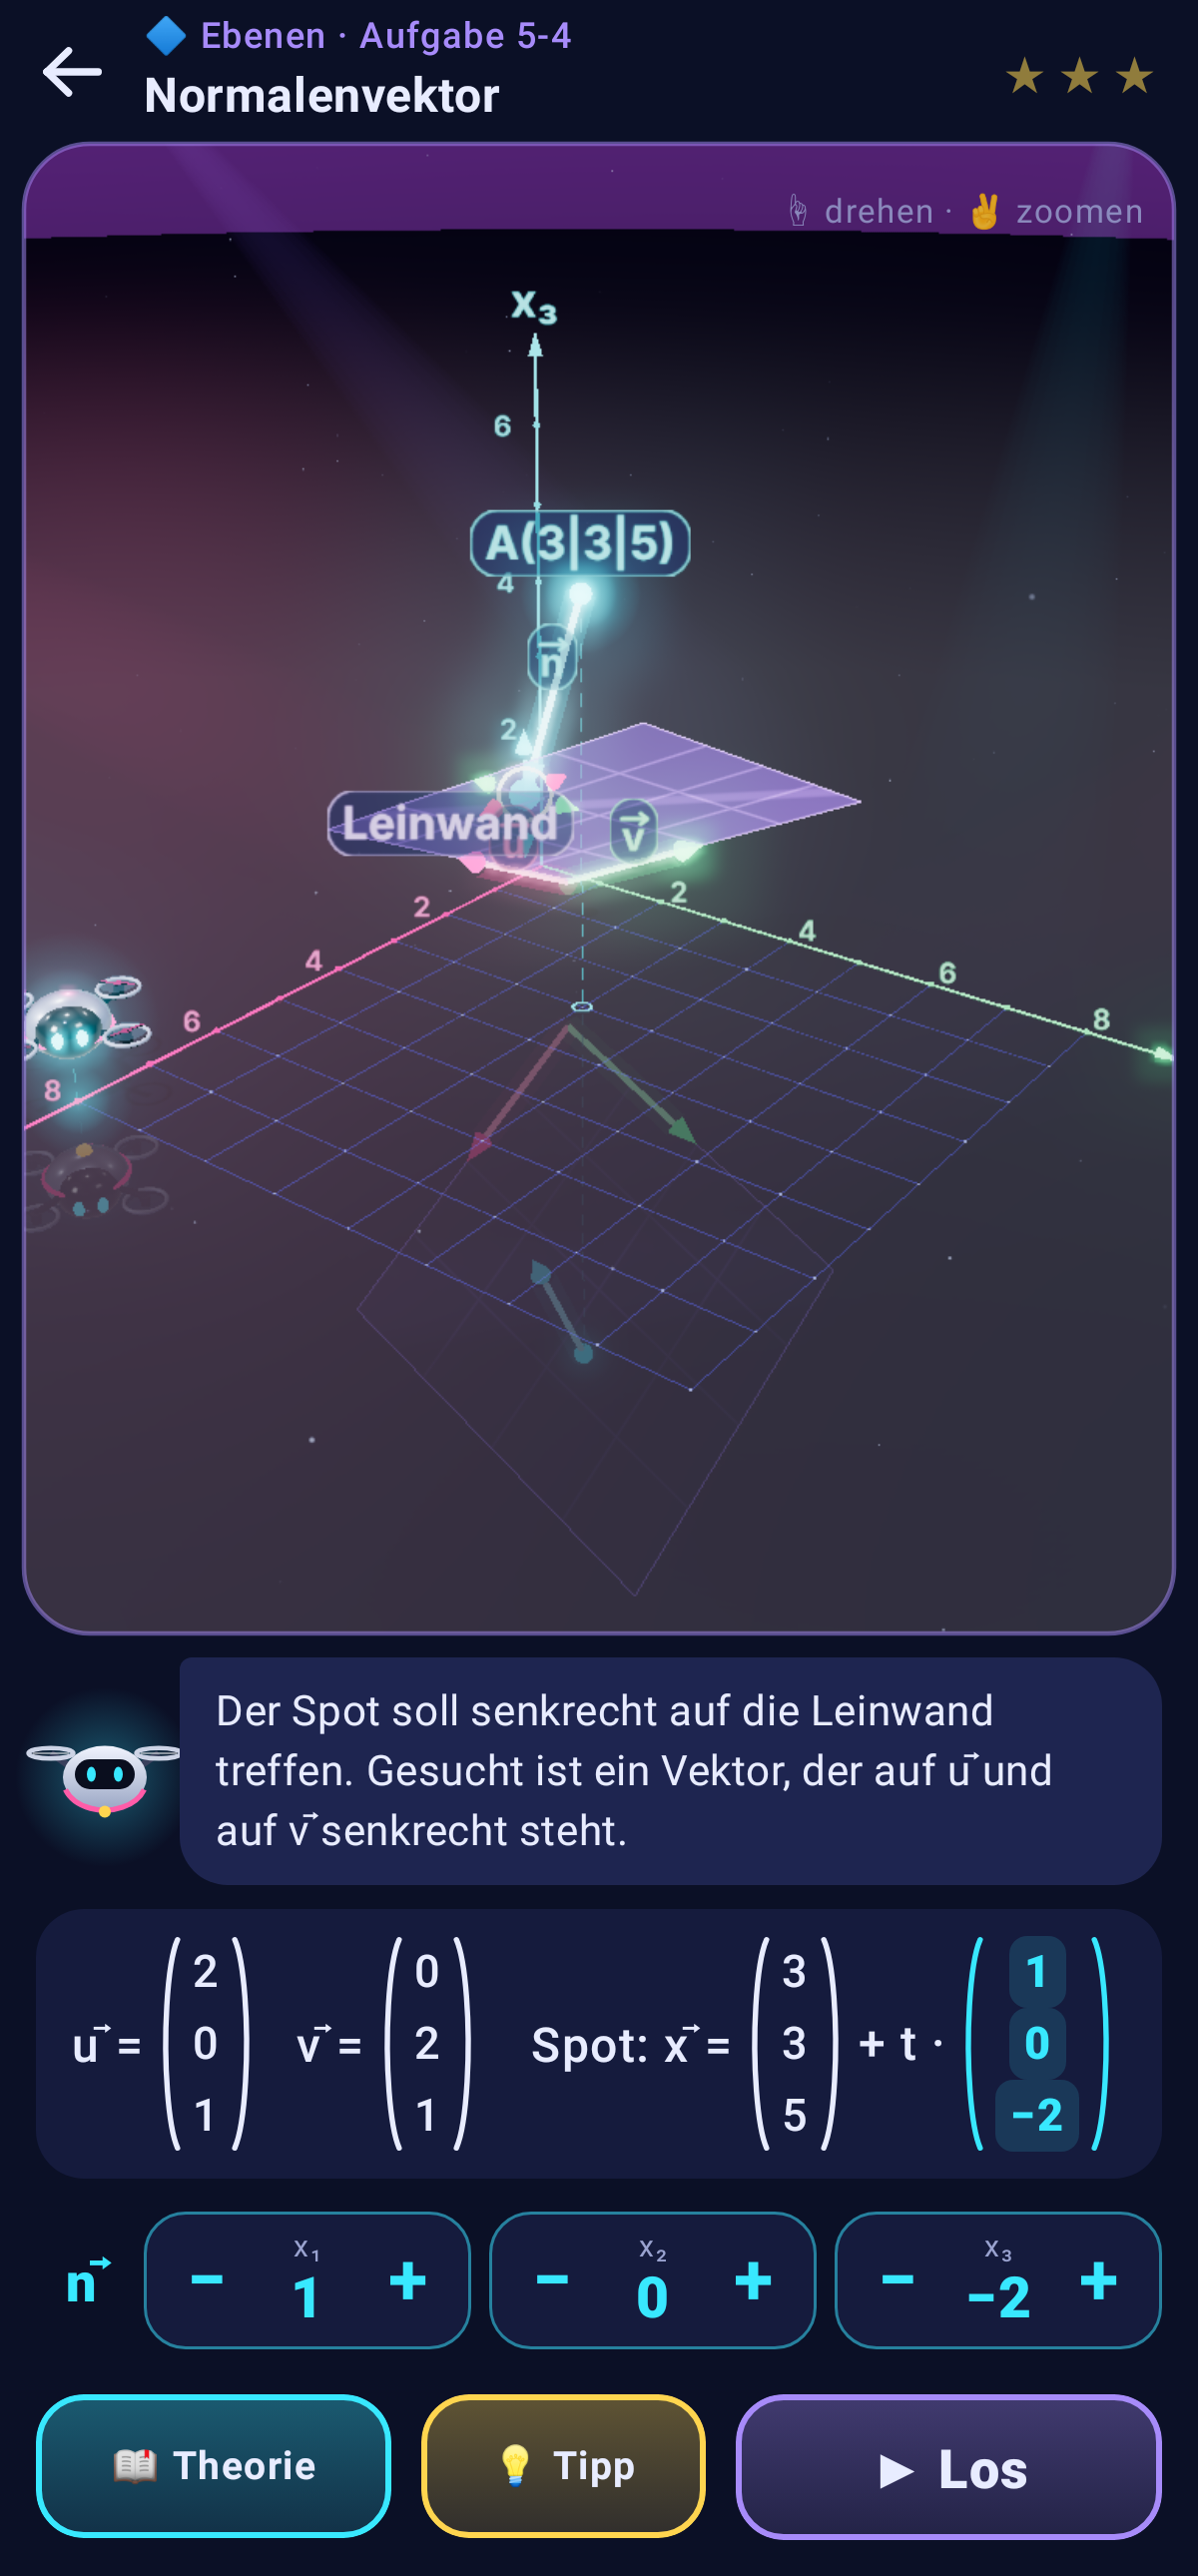 🔷 Ebenen · Aufgabe 5-4
Normalenvektor
★ ★ ★
☝ drehen · ✌ zoomen
x₃
6
A(3|3|5)
4
n⃗
2
Leinwand
u⃗
v⃗
2
2
4
4
6
6
8
8
Der Spot soll senkrecht auf die Leinwand
treffen. Gesucht ist ein Vektor, der auf u⃗ und
auf v⃗ senkrecht steht.
u⃗ = (2 0 1) v⃗ = (0 2 1) Spot: x⃗ = (3 3 5) + t · (1 0 −2)
x₁ x₂ x₃
n⃗ − 1 + − 0 + − −2 +
📖 Theorie 💡 Tipp ▶ Los